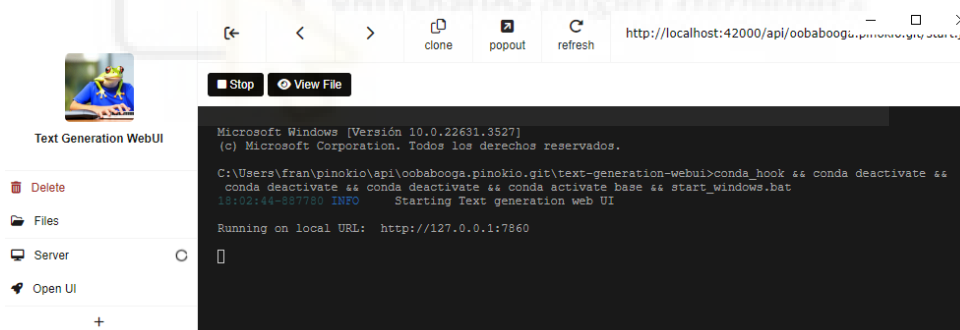 clone
popout
refresh
http://localhost:42000/api/oobabooga.pinokio.git/start.j
Stop
View File
Text Generation WebUI
Delete
Files
Server
Open UI
+
Microsoft Windows [Versión 10.0.22631.3527]
(c) Microsoft Corporation. Todos los derechos reservados.
C:\Users\fran\pinokio\api\oobabooga.pinokio.git\text-generation-webui>conda_hook && conda deactivate &&
conda deactivate && conda deactivate && conda activate base && start_windows.bat
18:02:44-887780 INFO     Starting Text generation web UI
Running on local URL:  http://127.0.0.1:7860